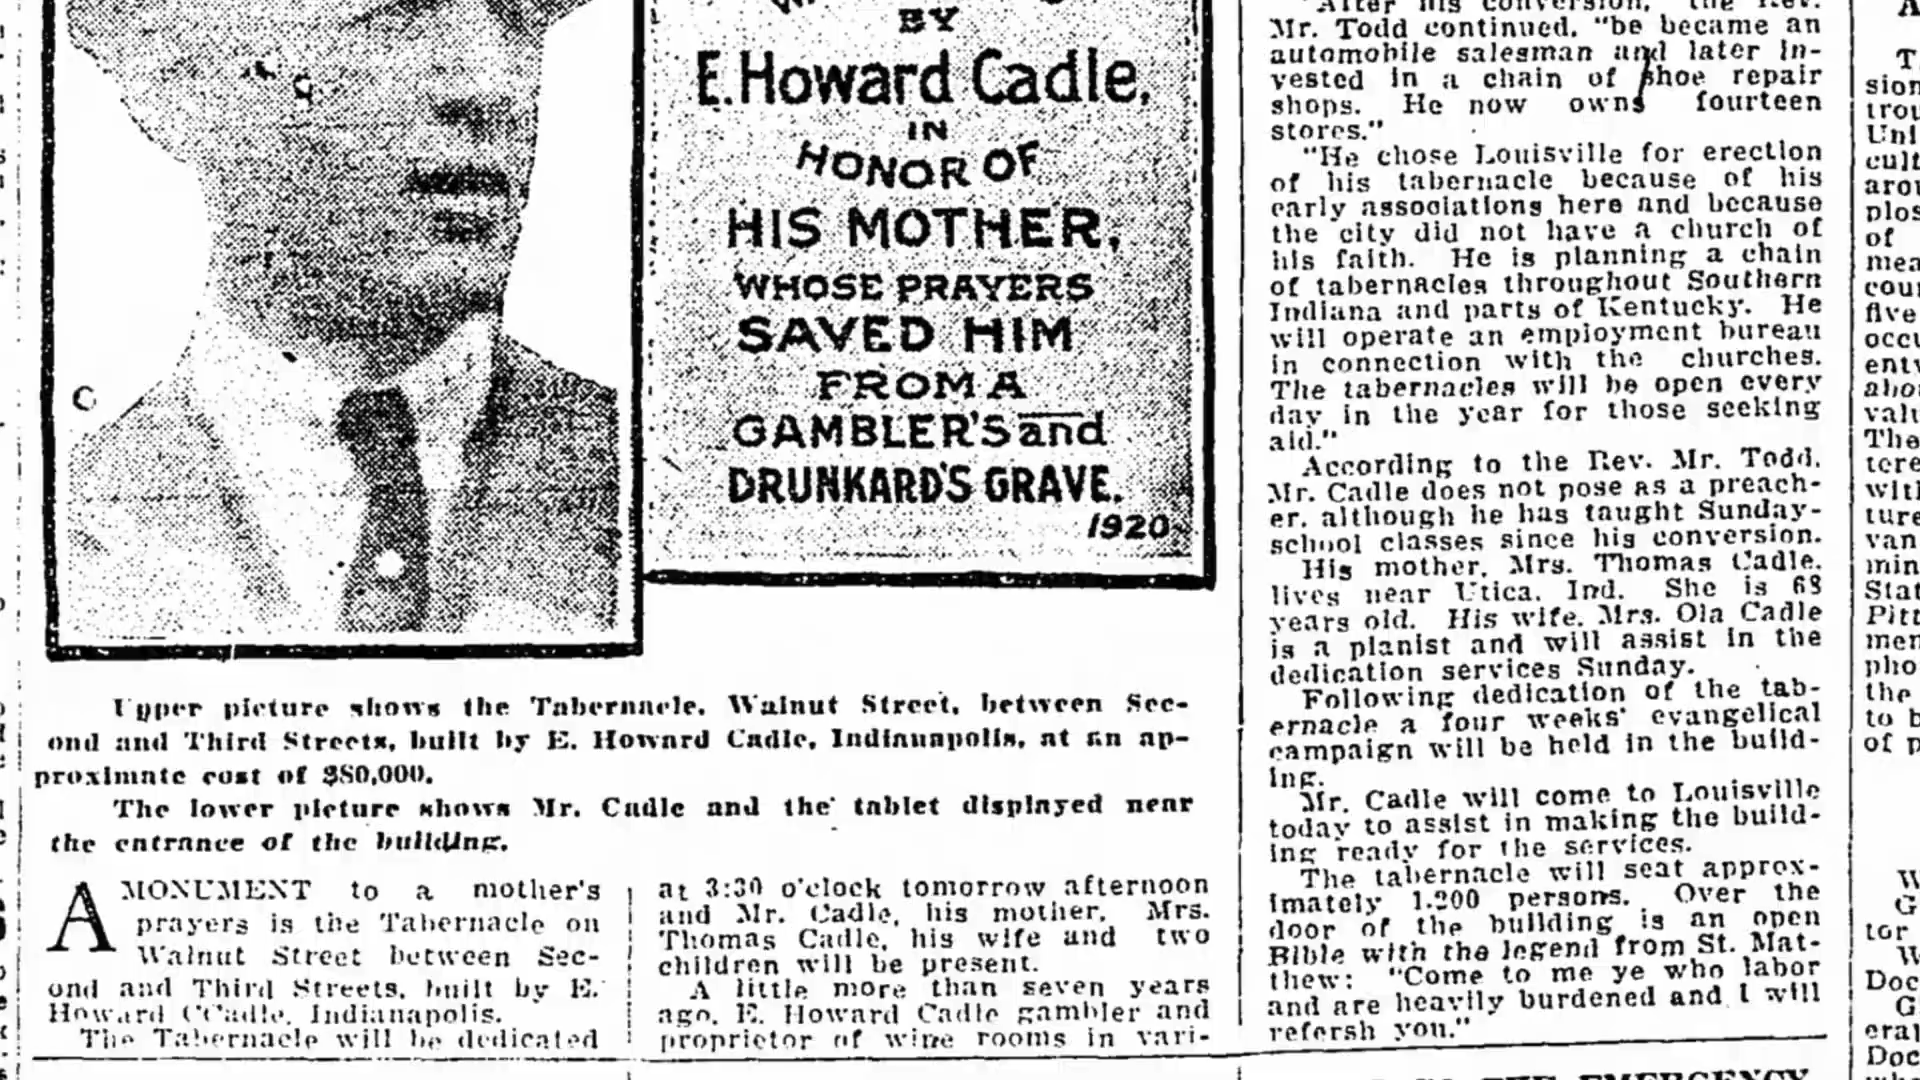 BY
E. Howard Cadle,
IN
HONOR OF
HIS MOTHER,
WHOSE PRAYERS
SAVED HIM
FROM A
GAMBLER'S and
DRUNKARD'S GRAVE.
1920
Upper picture shows the Tabernacle, Walnut Street, between Sec-
ond and Third Streets, built by E. Howard Cadle, Indianapolis, at an ap-
proximate cost of $80,000.
The lower picture shows Mr. Cadle and the tablet displayed near
the entrance of the building.
A MONUMENT to a mother's
prayers is the Tabernacle on
Walnut Street between Sec-
ond and Third Streets, built by E.
Howard CCadle, Indianapolis.
The Tabernacle will be dedicated
at 3:30 o'clock tomorrow afternoon
and Mr. Cadle, his mother, Mrs.
Thomas Cadle, his wife and two
children will be present.
A little more than seven years
ago, E. Howard Cadle gambler and
proprietor of wine rooms in vari-
"After his conversion," the Rev.
Mr. Todd continued, "be became an
automobile salesman and later in-
vested in a chain of shoe repair
shops. He now owns fourteen
stores."
"He chose Louisville for erection
of his tabernacle because of his
early associations here and because
the city did not have a church of
his faith. He is planning a chain
of tabernacles throughout Southern
Indiana and parts of Kentucky. He
will operate an employment bureau
in connection with the churches.
The tabernacles will be open every
day in the year for those seeking
aid."
According to the Rev. Mr. Todd,
Mr. Cadle does not pose as a preach-
er, although he has taught Sunday-
school classes since his conversion.
His mother, Mrs. Thomas Cadle,
lives near Utica, Ind. She is 68
years old. His wife, Mrs. Ola Cadle
is a pianist and will assist in the
dedication services Sunday.
Following dedication of the tab-
ernacle a four weeks' evangelical
campaign will be held in the build-
ing.
Mr. Cadle will come to Louisville
today to assist in making the build-
ing ready for the services.
The tabernacle will seat approx-
imately 1,200 persons. Over the
door of the building is an open
Bible with the legend from St. Mat-
thew: "Come to me ye who labor
and are heavily burdened and I will
refersh you."
EMERGENCY